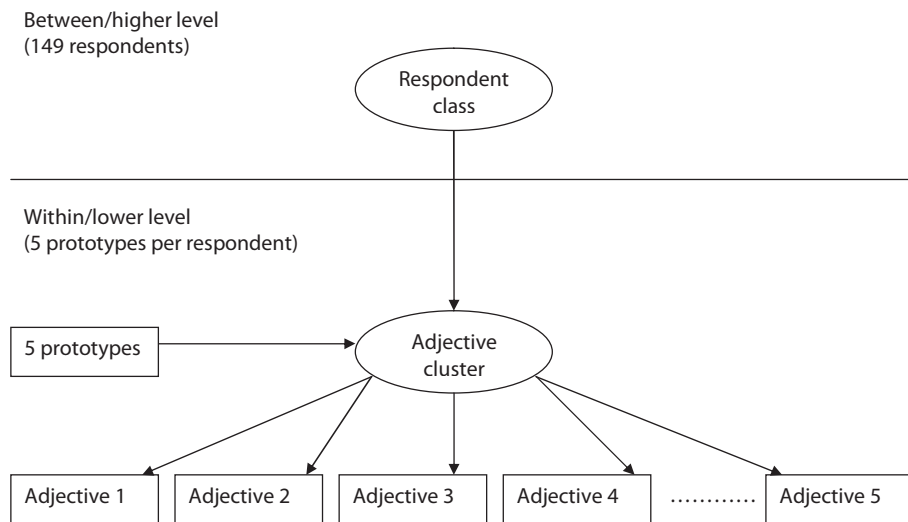 Between/higher level
(149 respondents)
Respondent
class
Within/lower level
(5 prototypes per respondent)
5 prototypes
Adjective
cluster
Adjective 1
Adjective 2
Adjective 3
Adjective 4
............
Adjective 5